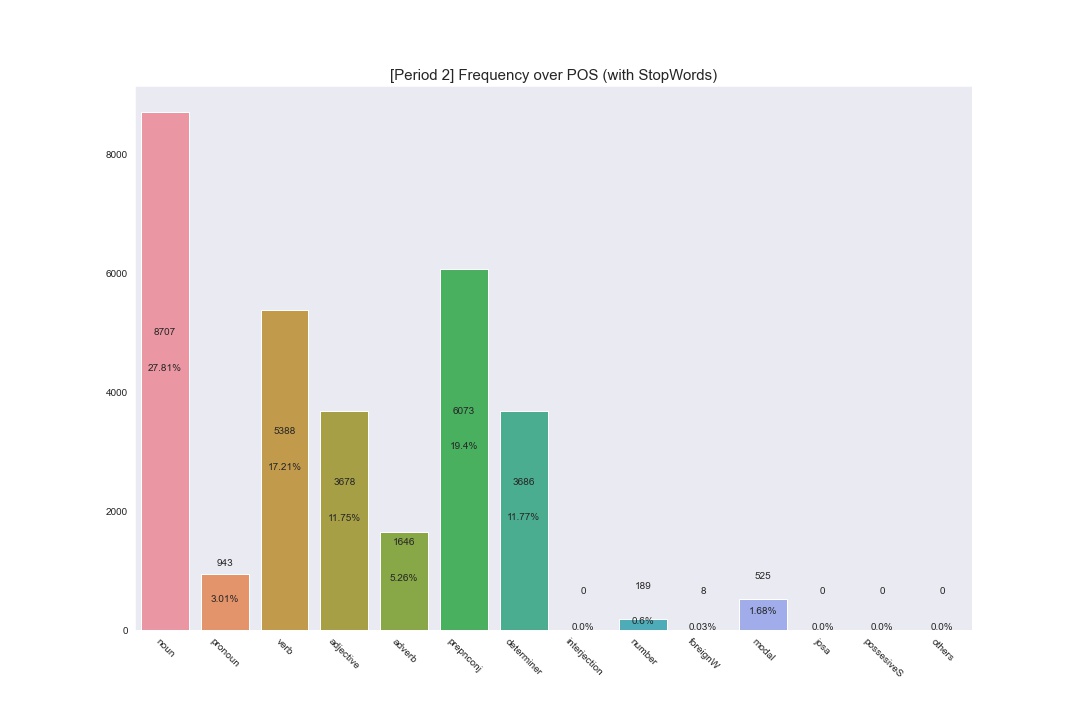 [Period 2] Frequency over POS (with StopWords)
8000
6000
4000
2000
0
8707
27.81%
943
3.01%
5388
17.21%
3678
11.75%
1646
5.26%
6073
19.4%
3686
11.77%
0
0.0%
189
0.6%
8
0.03%
525
1.68%
0
0.0%
0
0.0%
0
0.0%
noun
pronoun
verb
adjective
adverb
prepnconj
determiner
interjection
number
foreignW
modal
josa
possesiveS
others